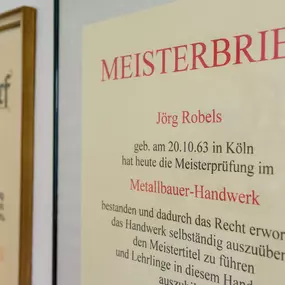 MEISTERBRIE
Jörg Robels
geb. am 20.10.63 in Köln
hat heute die Meisterprüfung im
Metallbauer-Handwerk
bestanden und dadurch das Recht erwor
das Handwerk selbständig auszuüben
den Meistertitel zu führen
und Lehrlinge in diesem Hand